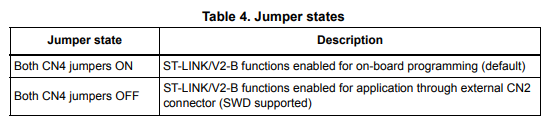 Table 4. Jumper states
Jumper state Description
Both CN4 jumpers ON ST-LINK/V2-B functions enabled for on-board programming (default)
Both CN4 jumpers OFF ST-LINK/V2-B functions enabled for application through external CN2
connector (SWD supported)